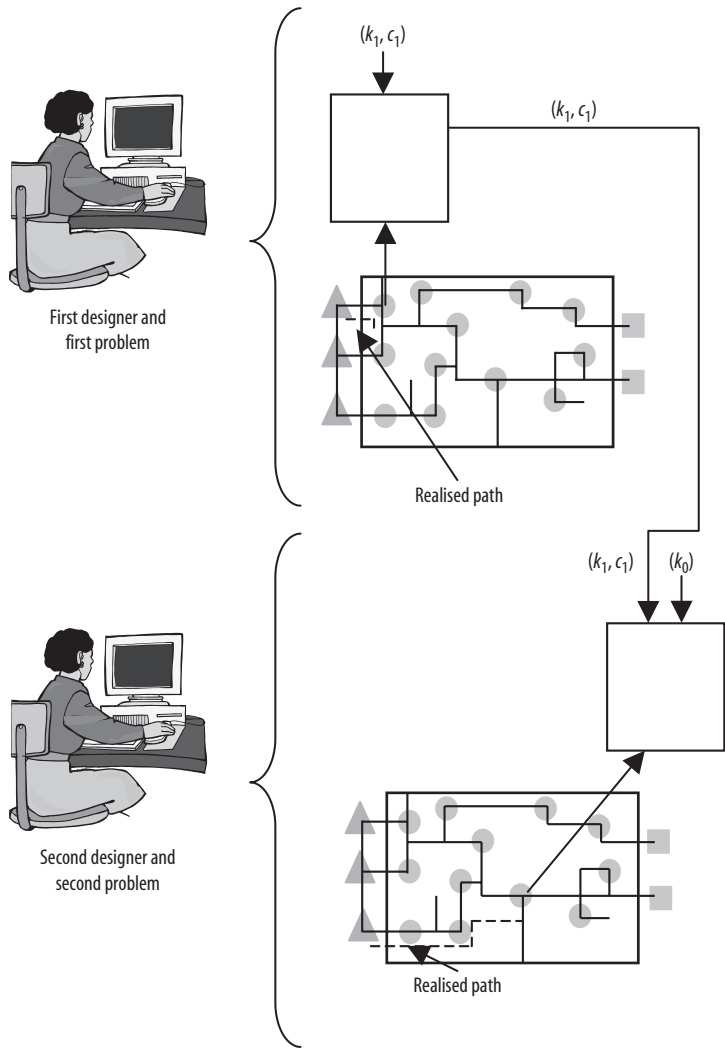 (k₁, c₁)
(k₁, c₁)
First designer and
first problem
Realised path
(k₁, c₁)
(k₀)
Second designer and
second problem
Realised path